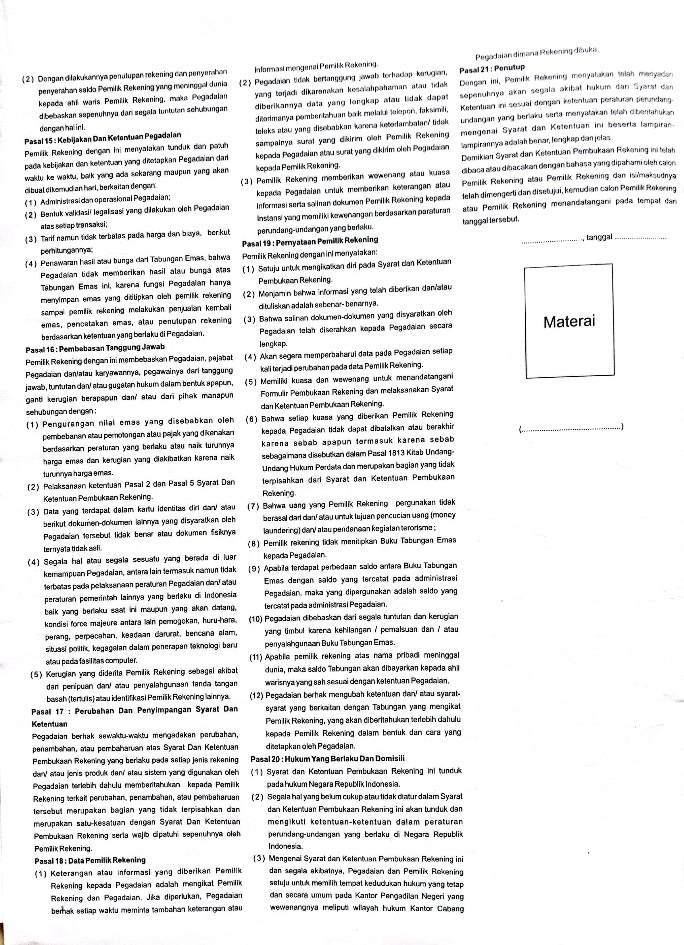 (2) Dengan dilakukannya penutupan rekening dan penyerahan
penyerahan saldo Pemilik Rekening yang meninggal dunia
kepada ahli waris Pemilik Rekening, maka Pegadaian
dibebaskan sepenuhnya dari segala tuntutan sehubungan
dengan hal ini.
Pasal 15 : Kebijakan Dan Ketentuan Pegadaian
Pemilik Rekening dengan ini menyatakan tunduk dan patuh
pada kebijakan dan ketentuan yang ditetapkan Pegadaian dari
waktu ke waktu, baik yang ada sekarang maupun yang akan
dibuat dikemudian hari, berkaitan dengan:
(1) Administrasi dan operasional Pegadaian;
(2) Bentuk validasi/ legalisasi yang dilakukan oleh Pegadaian
atas setiap transaksi;
(3) Tarif namun tidak terbatas pada harga dan biaya, berikut
perhitungannya;
(4) Penawaran hasil atau bunga dari Tabungan Emas, bahwa
Pegadaian tidak memberikan hasil atau bunga atas
Tabungan Emas ini, karena fungsi Pegadaian hanya
menyimpan emas yang dititipkan oleh pemilik rekening
sampai pemilik rekening melakukan penjualan kembali
emas, pencetakan emas, atau penutupan rekening
berdasarkan ketentuan yang berlaku di Pegadaian.
Pasal 16 : Pembebasan Tanggung Jawab
Pemilik Rekening dengan ini membebaskan Pegadaian, pejabat
Pegadaian dan/atau karyawannya, pegawainya dari tanggung
jawab, tuntutan dan/ atau gugatan hukum dalam bentuk apapun,
ganti kerugian berapapun dan/ atau dari pihak manapun
sehubungan dengan :
(1) Pengurangan nilai emas yang disebabkan oleh
pembebanan atau pemotongan atau pajak yang dikenakan
berdasarkan peraturan yang berlaku atau naik turunnya
harga emas dan kerugian yang diakibatkan karena naik
turunnya harga emas.
(2) Pelaksanaan ketentuan Pasal 2 dan Pasal 5 Syarat Dan
Ketentuan Pembukaan Rekening.
(3) Data yang terdapat dalam kartu identitas diri dan/ atau
berikut dokumen-dokumen lainnya yang disyaratkan oleh
Pegadaian tersebut tidak benar atau dokumen fisiknya
ternyata tidak asli.
(4) Segala hal atau segala sesuatu yang berada di luar
kemampuan Pegadaian, antara lain termasuk namun tidak
terbatas pada pelaksanaan peraturan Pegadaian dan/ atau
peraturan pemerintah lainnya yang berlaku di Indonesia
baik yang berlaku saat ini maupun yang akan datang,
kondisi force majeure antara lain pemogokan, huru-hara,
perang, perpecahan, keadaan darurat, bencana alam,
situasi politik, kegagalan dalam penerapan teknologi baru
atau pada fasilitas computer.
(5) Kerugian yang diderita Pemilik Rekening sebagai akibat
dari penipuan dan/ atau penyalahgunaan tanda tangan
basah (tertulis) atau identifikasi Pemilik Rekening lainnya.
Pasal 17 : Perubahan Dan Penyimpangan Syarat Dan
Ketentuan
Pegadaian berhak sewaktu-waktu mengadakan perubahan,
penambahan, atau pembaharuan atas Syarat Dan Ketentuan
Pembukaan Rekening yang berlaku pada setiap jenis rekening
dan/ atau jenis produk dan/ atau sistem yang digunakan oleh
Pegadaian terlebih dahulu memberitahukan kepada Pemilik
Rekening terkait perubahan, penambahan, atau pembaharuan
tersebut merupakan bagian yang tidak terpisahkan dan
merupakan satu-kesatuan dengan Syarat Dan Ketentuan
Pembukaan Rekening serta wajib dipatuhi sepenuhnya oleh
Pemilik Rekening.
Pasal 18 : Data Pemilik Rekening
(1) Keterangan atau informasi yang diberikan Pemilik
Rekening kepada Pegadaian adalah mengikat Pemilik
Rekening dan Pegadaian. Jika diperlukan, Pegadaian
berhak setiap waktu meminta tambahan keterangan atau
informasi mengenai Pemilik Rekening.
(2) Pegadaian tidak bertanggung jawab terhadap kerugian,
yang terjadi dikarenakan kesalahpahaman atau tidak
diberikannya data yang lengkap atau tidak dapat
diterimanya pemberitahuan baik melalui telepon, faksimili,
teleks atau yang disebabkan karena keterlambatan/ tidak
sampainya surat yang dikirim oleh Pemilik Rekening
kepada Pegadaian atau surat yang dikirim oleh Pegadaian
kepada Pemilik Rekening.
(3) Pemilik Rekening memberikan wewenang atau kuasa
kepada Pegadaian untuk memberikan keterangan atau
Informasi serta salinan dokumen Pemilik Rekening kepada
Instansi yang memiliki kewenangan berdasarkan peraturan
perundang-undangan yang berlaku.
Pasal 19 : Pernyataan Pemilik Rekening
Pemilik Rekening dengan ini menyatakan:
(1) Setuju untuk mengikatkan diri pada Syarat dan Ketentuan
Pembukaan Rekening.
(2) Menjamin bahwa informasi yang telah diberikan dan/atau
dituliskan adalah sebenar-benarnya.
(3) Bahwa salinan dokumen-dokumen yang disyaratkan oleh
Pegadaian telah diserahkan kepada Pegadaian secara
lengkap.
(4) Akan segera memperbaharui data pada Pegadaian setiap
kali terjadi perubahan pada data Pemilik Rekening.
(5) Memiliki kuasa dan wewenang untuk menandatangani
Formulir Pembukaan Rekening dan melaksanakan Syarat
dan Ketentuan Pembukaan Rekening.
(6) Bahwa setiap kuasa yang diberikan Pemilik Rekening
kepada Pegadaian tidak dapat dibatalkan atau berakhir
karena sebab apapun termasuk karena sebab
sebagaimana disebutkan dalam Pasal 1813 Kitab Undang-
Undang Hukum Perdata dan merupakan bagian yang tidak
terpisahkan dari Syarat dan Ketentuan Pembukaan
Rekening.
(7) Bahwa uang yang Pemilik Rekening pergunakan tidak
berasal dari dan/ atau untuk tujuan pencucian uang (money
laundering) dan/ atau pendanaan kegiatan terorisme ;
(8) Pemilik rekening tidak menitipkan Buku Tabungan Emas
kepada Pegadaian.
(9) Apabila terdapat perbedaan saldo antara Buku Tabungan
Emas dengan saldo yang tercatat pada administrasi
Pegadaian, maka yang dipergunakan adalah saldo yang
tercatat pada administrasi Pegadaian.
(10) Pegadaian dibebaskan dari segala tuntutan dan kerugian
yang timbul karena kehilangan / pemalsuan dan / atau
penyalahgunaan Buku Tabungan Emas.
(11) Apabila pemilik rekening atas nama pribadi meninggal
dunia, maka saldo Tabungan akan dibayarkan kepada ahli
warisnya yang sah sesuai dengan ketentuan Pegadaian.
(12) Pegadaian berhak mengubah ketentuan dan/ atau syarat-
syarat yang berkaitan dengan Tabungan yang mengikat
Pemilik Rekening, yang akan diberitahukan terlebih dahulu
kepada Pemilik Rekening dalam bentuk dan cara yang
ditetapkan oleh Pegadaian.
Pasal 20 : Hukum Yang Berlaku Dan Domisili
(1) Syarat dan Ketentuan Pembukaan Rekening ini tunduk
pada hukum Negara Republik Indonesia.
(2) Segala hal yang belum cukup atau tidak diatur dalam Syarat
dan Ketentuan Pembukaan Rekening ini akan tunduk dan
mengikuti ketentuan-ketentuan dalam peraturan
perundang-undangan yang berlaku di Negara Republik
Indonesia.
(3) Mengenai Syarat dan Ketentuan Pembukaan Rekening ini
dan segala akibatnya, Pegadaian dan Pemilik Rekening
setuju untuk memilih tempat kedudukan hukum yang tetap
dan secara umum pada Kantor Pengadilan Negeri yang
wewenangnya meliputi wilayah hukum Kantor Cabang
Pegadaian dimana Rekening dibuka.
Pasal 21 : Penutup
Dengan ini, Pemilik Rekening menyatakan telah menyadari
sepenuhnya akan segala akibat hukum dari Syarat dan
Ketentuan ini sesuai dengan ketentuan peraturan perundang-
undangan yang berlaku serta menyatakan telah diberitahukan
mengenai Syarat dan Ketentuan ini beserta lampiran-
lampirannya adalah benar, lengkap dan jelas.
Demikian Syarat dan Ketentuan Pembukaan Rekening ini telah
dibaca atau dibacakan dengan bahasa yang dipahami oleh calon
Pemilik Rekening atau Pemilik Rekening dan isi/maksudnya
telah dimengerti dan disetujui, kemudian calon Pemilik Rekening
atau Pemilik Rekening menandatangani pada tempat dan
tanggal tersebut.
........................., tanggal ......................
Materai
(..........................................)